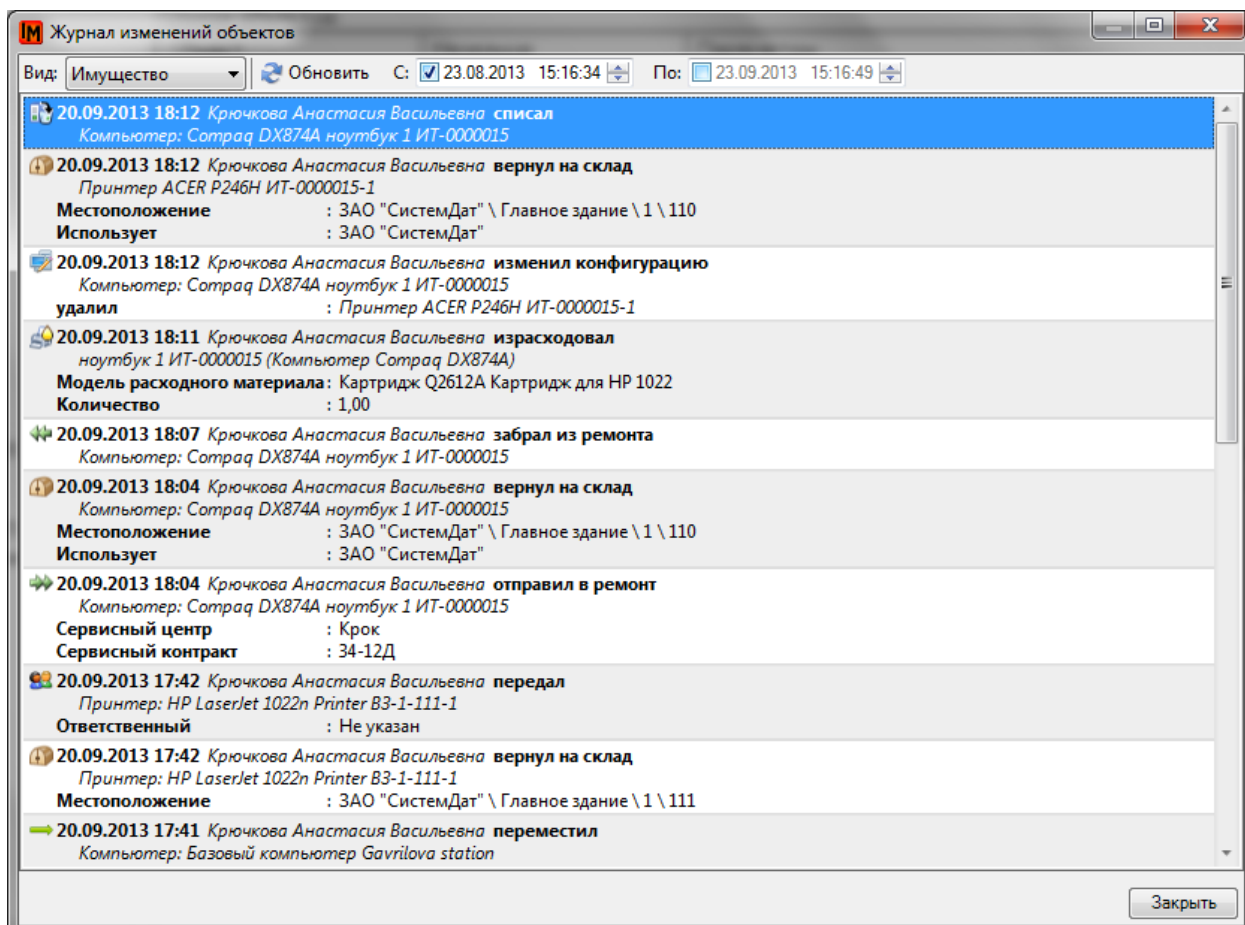 IM Журнал изменений объектов
Вид: Имущество Обновить С: 23.08.2013 15:16:34 По: 23.09.2013 15:16:49
20.09.2013 18:12 Крючкова Анастасия Васильевна списал
Компьютер: Compaq DX874A ноутбук 1 ИТ-0000015
20.09.2013 18:12 Крючкова Анастасия Васильевна вернул на склад
Принтер ACER P246H ИТ-0000015-1
Местоположение : ЗАО "СистемДат" \ Главное здание \ 1 \ 110
Использует : ЗАО "СистемДат"
20.09.2013 18:12 Крючкова Анастасия Васильевна изменил конфигурацию
Компьютер: Compaq DX874A ноутбук 1 ИТ-0000015
удалил : Принтер ACER P246H ИТ-0000015-1
20.09.2013 18:11 Крючкова Анастасия Васильевна израсходовал
ноутбук 1 ИТ-0000015 (Компьютер Compaq DX874A)
Модель расходного материала : Картридж Q2612A Картридж для HP 1022
Количество : 1,00
20.09.2013 18:07 Крючкова Анастасия Васильевна забрал из ремонта
Компьютер: Compaq DX874A ноутбук 1 ИТ-0000015
20.09.2013 18:04 Крючкова Анастасия Васильевна вернул на склад
Компьютер: Compaq DX874A ноутбук 1 ИТ-0000015
Местоположение : ЗАО "СистемДат" \ Главное здание \ 1 \ 110
Использует : ЗАО "СистемДат"
20.09.2013 18:04 Крючкова Анастасия Васильевна отправил в ремонт
Компьютер: Compaq DX874A ноутбук 1 ИТ-0000015
Сервисный центр : Крок
Сервисный контракт : 34-12Д
20.09.2013 17:42 Крючкова Анастасия Васильевна передал
Принтер: HP LaserJet 1022n Printer B3-1-111-1
Ответственный : Не указан
20.09.2013 17:42 Крючкова Анастасия Васильевна вернул на склад
Принтер: HP LaserJet 1022n Printer B3-1-111-1
Местоположение : ЗАО "СистемДат" \ Главное здание \ 1 \ 111
20.09.2013 17:41 Крючкова Анастасия Васильевна переместил
Компьютер: Базовый компьютер Gavrilova station
Закрыть